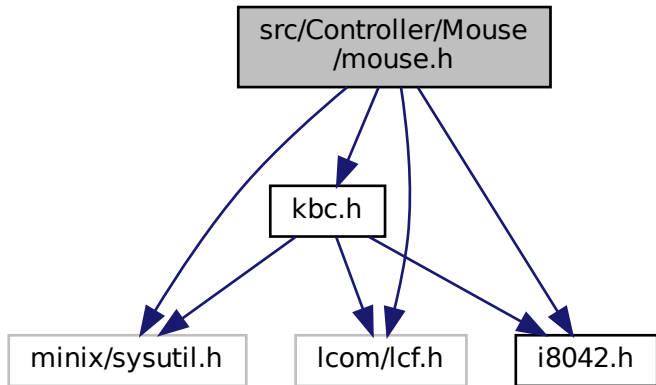 src/Controller/Mouse
/mouse.h
kbc.h
minix/sysutil.h
lcom/lcf.h
i8042.h